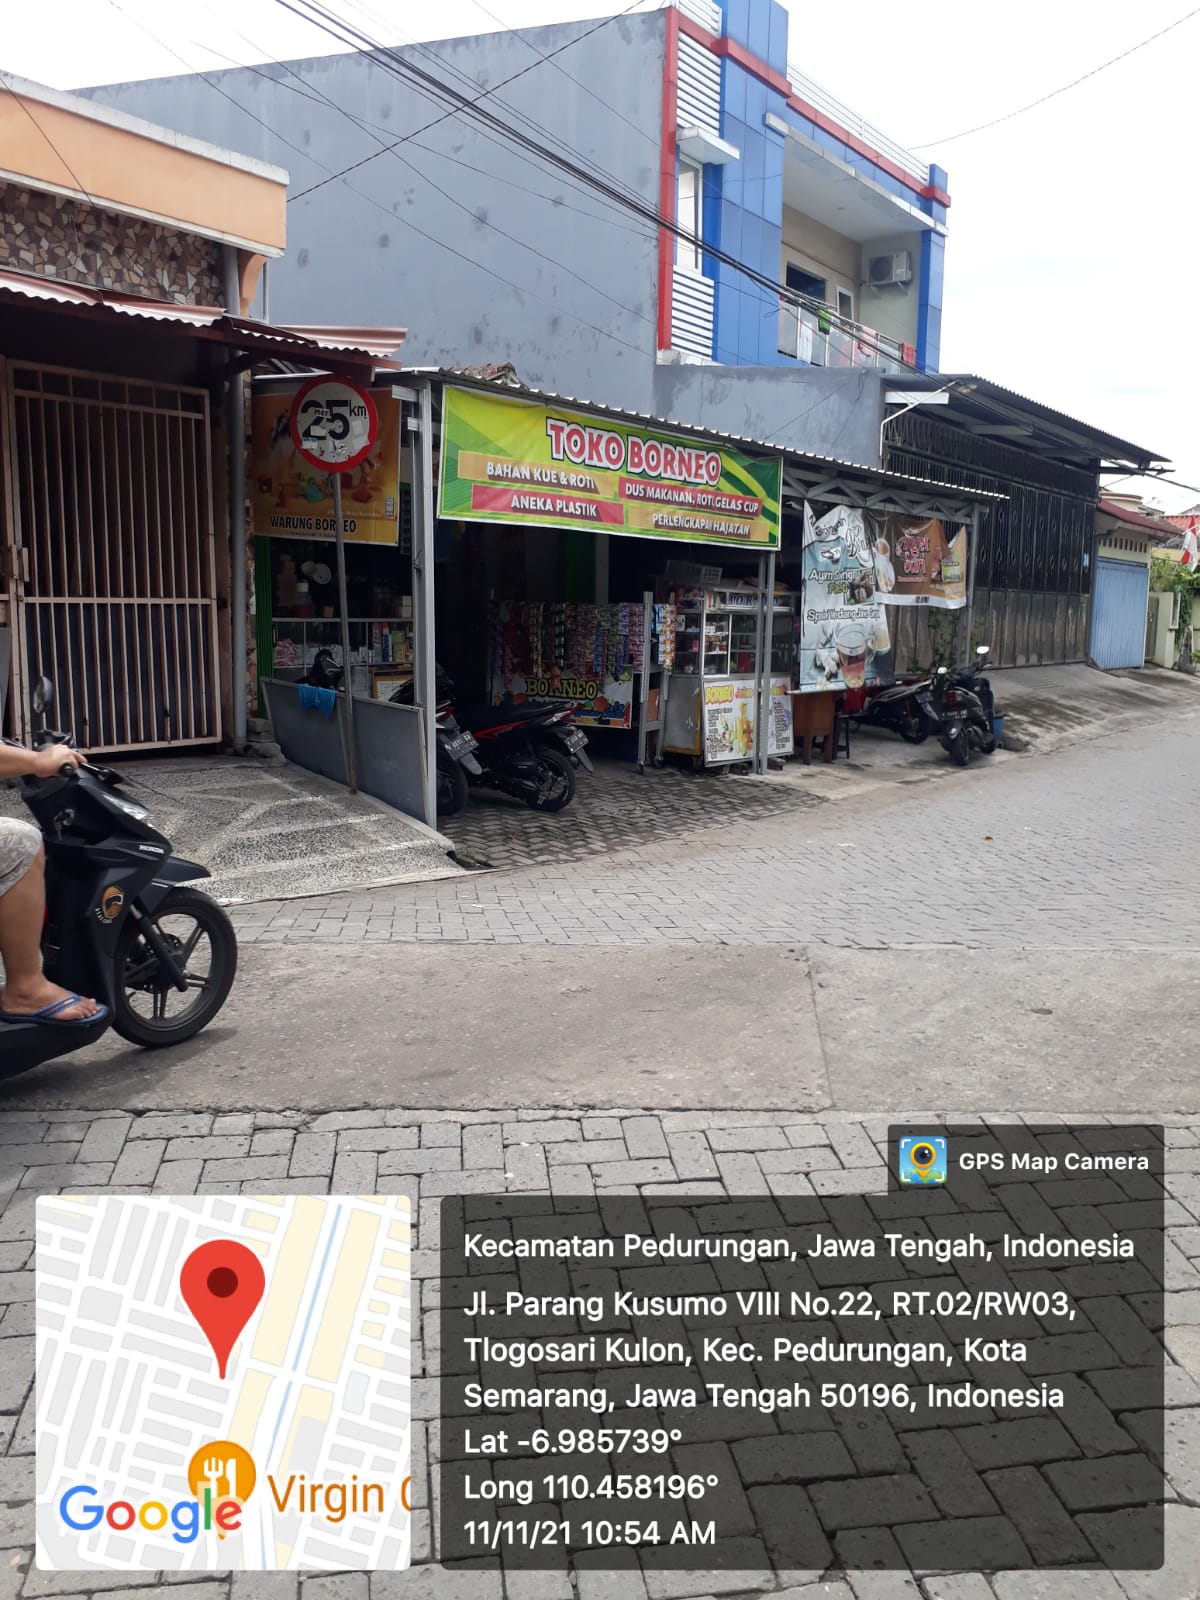 MAX
25 km
WARUNG BORNEO
TOKO BORNEO
BAHAN KUE & ROTI
DUS MAKANAN, ROTI, GELAS CUP
ANEKA PLASTIK
PERLENGKAPAN HAJATAN
BORNEO
BORNEO
HONDA
GPS Map Camera
Kecamatan Pedurungan, Jawa Tengah, Indonesia
Jl. Parang Kusumo VIII No.22, RT.02/RW03,
Tlogosari Kulon, Kec. Pedurungan, Kota
Semarang, Jawa Tengah 50196, Indonesia
Lat -6.985739°
Long 110.458196°
11/11/21 10:54 AM
Virgin
Google